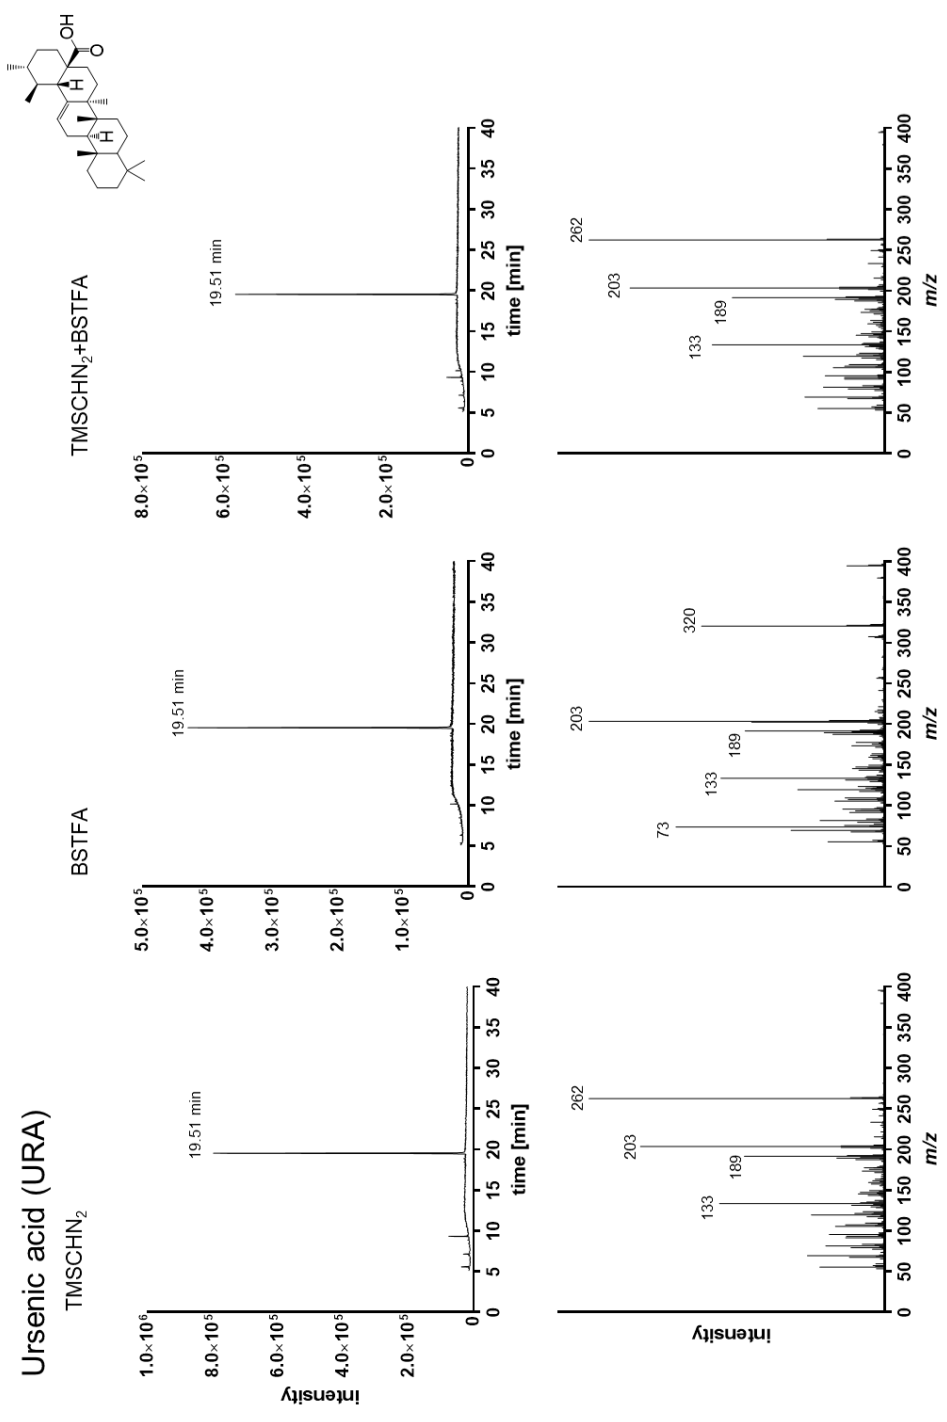 Ursenic acid (URA)
OH
O
H
H
TMSCHN2
BSTFA
TMSCHN2+BSTFA
intensity
1.0×10^6
8.0×10^5
6.0×10^5
4.0×10^5
2.0×10^5
0
19.51 min
0 5 10 15 20 25 30 35 40
time [min]
5.0×10^5
4.0×10^5
3.0×10^5
2.0×10^5
1.0×10^5
0
19.51 min
0 5 10 15 20 25 30 35 40
time [min]
8.0×10^5
6.0×10^5
4.0×10^5
2.0×10^5
0
19.51 min
0 5 10 15 20 25 30 35 40
time [min]
intensity
133
189
203
262
0 50 100 150 200 250 300 350 400
m/z
73
133
189
203
320
0 50 100 150 200 250 300 350 400
m/z
133
189
203
262
0 50 100 150 200 250 300 350 400
m/z